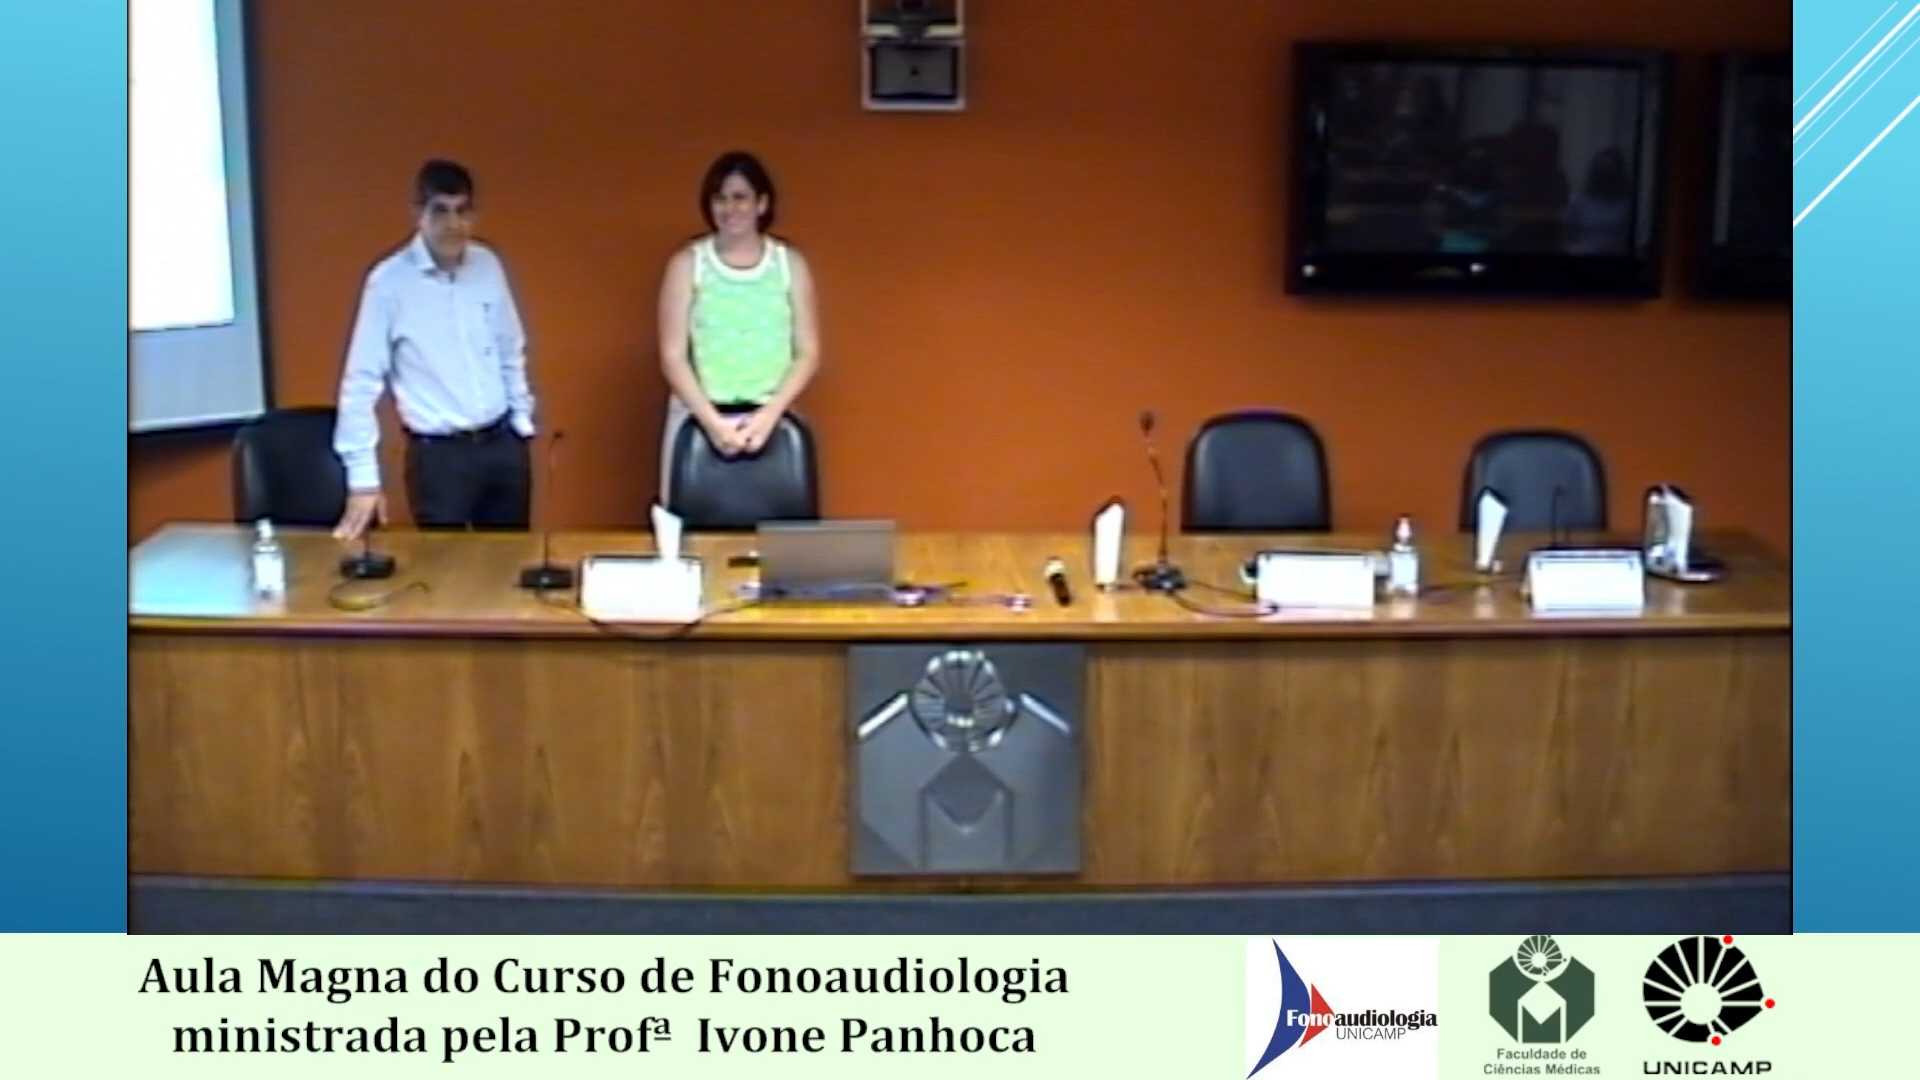 Aula Magna do Curso de Fonoaudiologia
ministrada pela Profª Ivone Panhoca
Fonoaudiologia
UNICAMP
Faculdade de
Ciências Médicas
UNICAMP